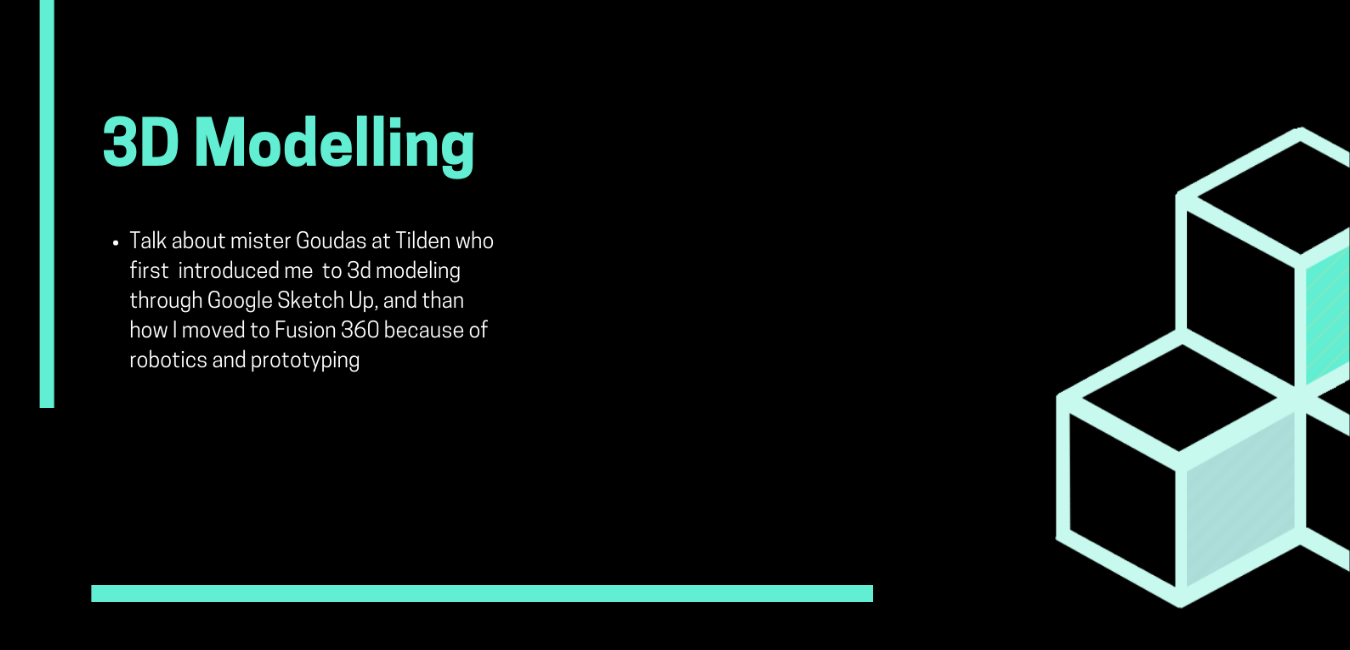 3D Modelling
• Talk about mister Goudas at Tilden who
first  introduced me  to 3d modeling
through Google Sketch Up, and than
how I moved to Fusion 360 because of
robotics and prototyping